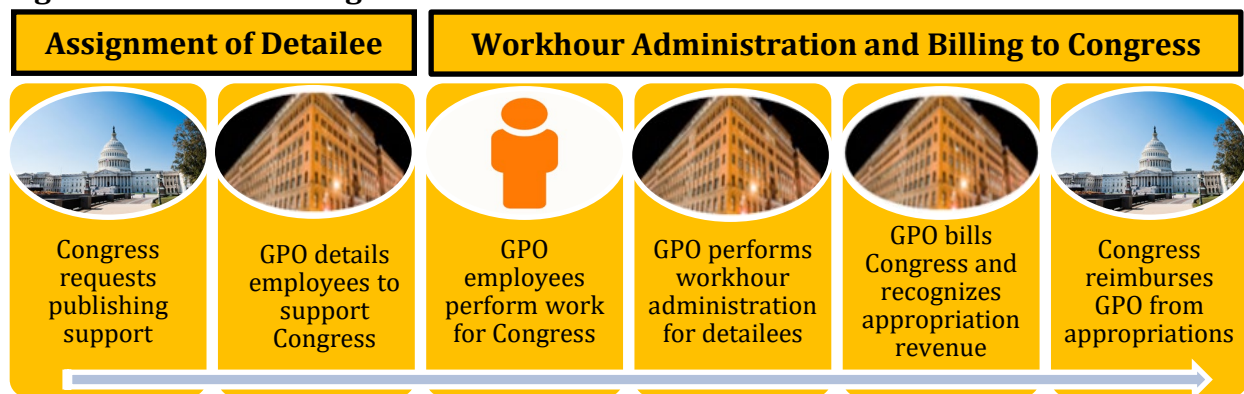 Assignment of Detailee
Workhour Administration and Billing to Congress
Congress
requests
publishing
support
GPO details
employees to
support
Congress
GPO
employees
perform work
for Congress
GPO performs
workhour
administration
for detailees
GPO bills
Congress and
recognizes
appropriation
revenue
Congress
reimburses
GPO from
appropriations